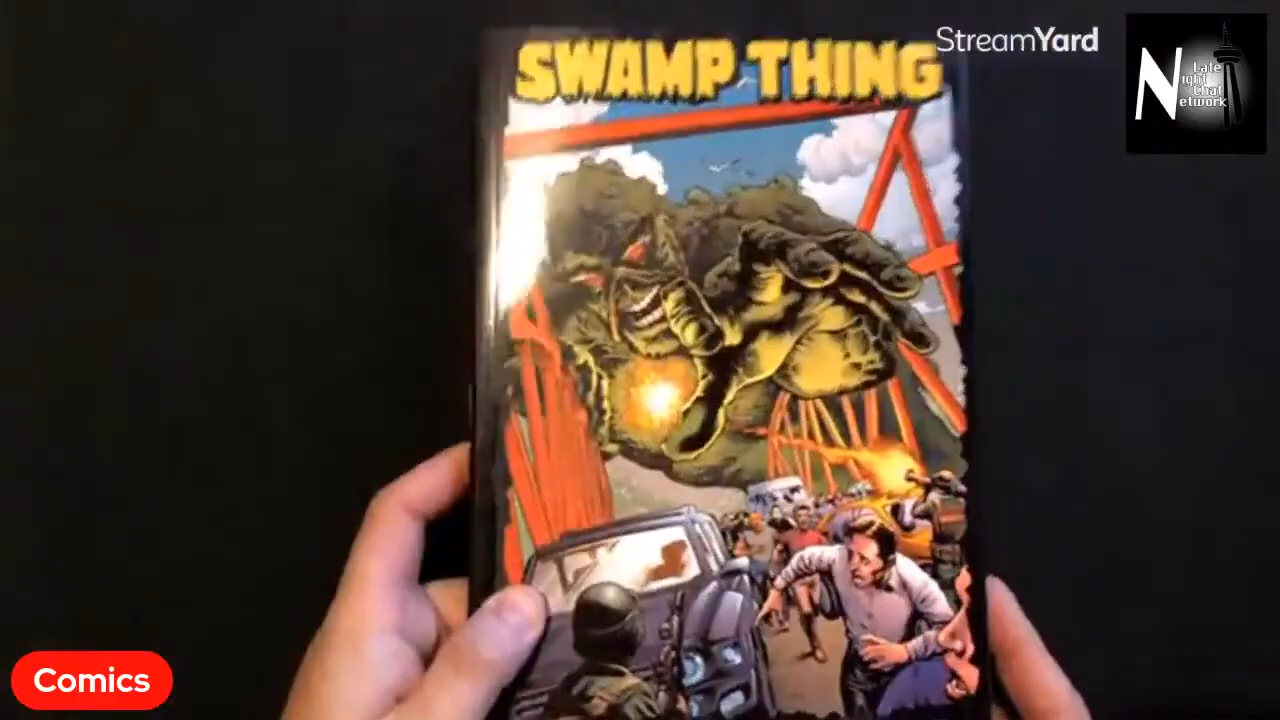 SWAMP THING
StreamYard
Late
Night
Chat
Network
Comics